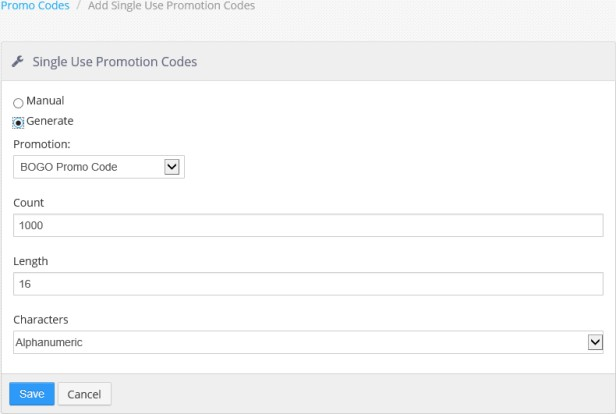 Promo Codes / Add Single Use Promotion Codes
Single Use Promotion Codes
Manual
Generate
Promotion:
BOGO Promo Code
Count
1000
Length
16
Characters
Alphanumeric
Save Cancel